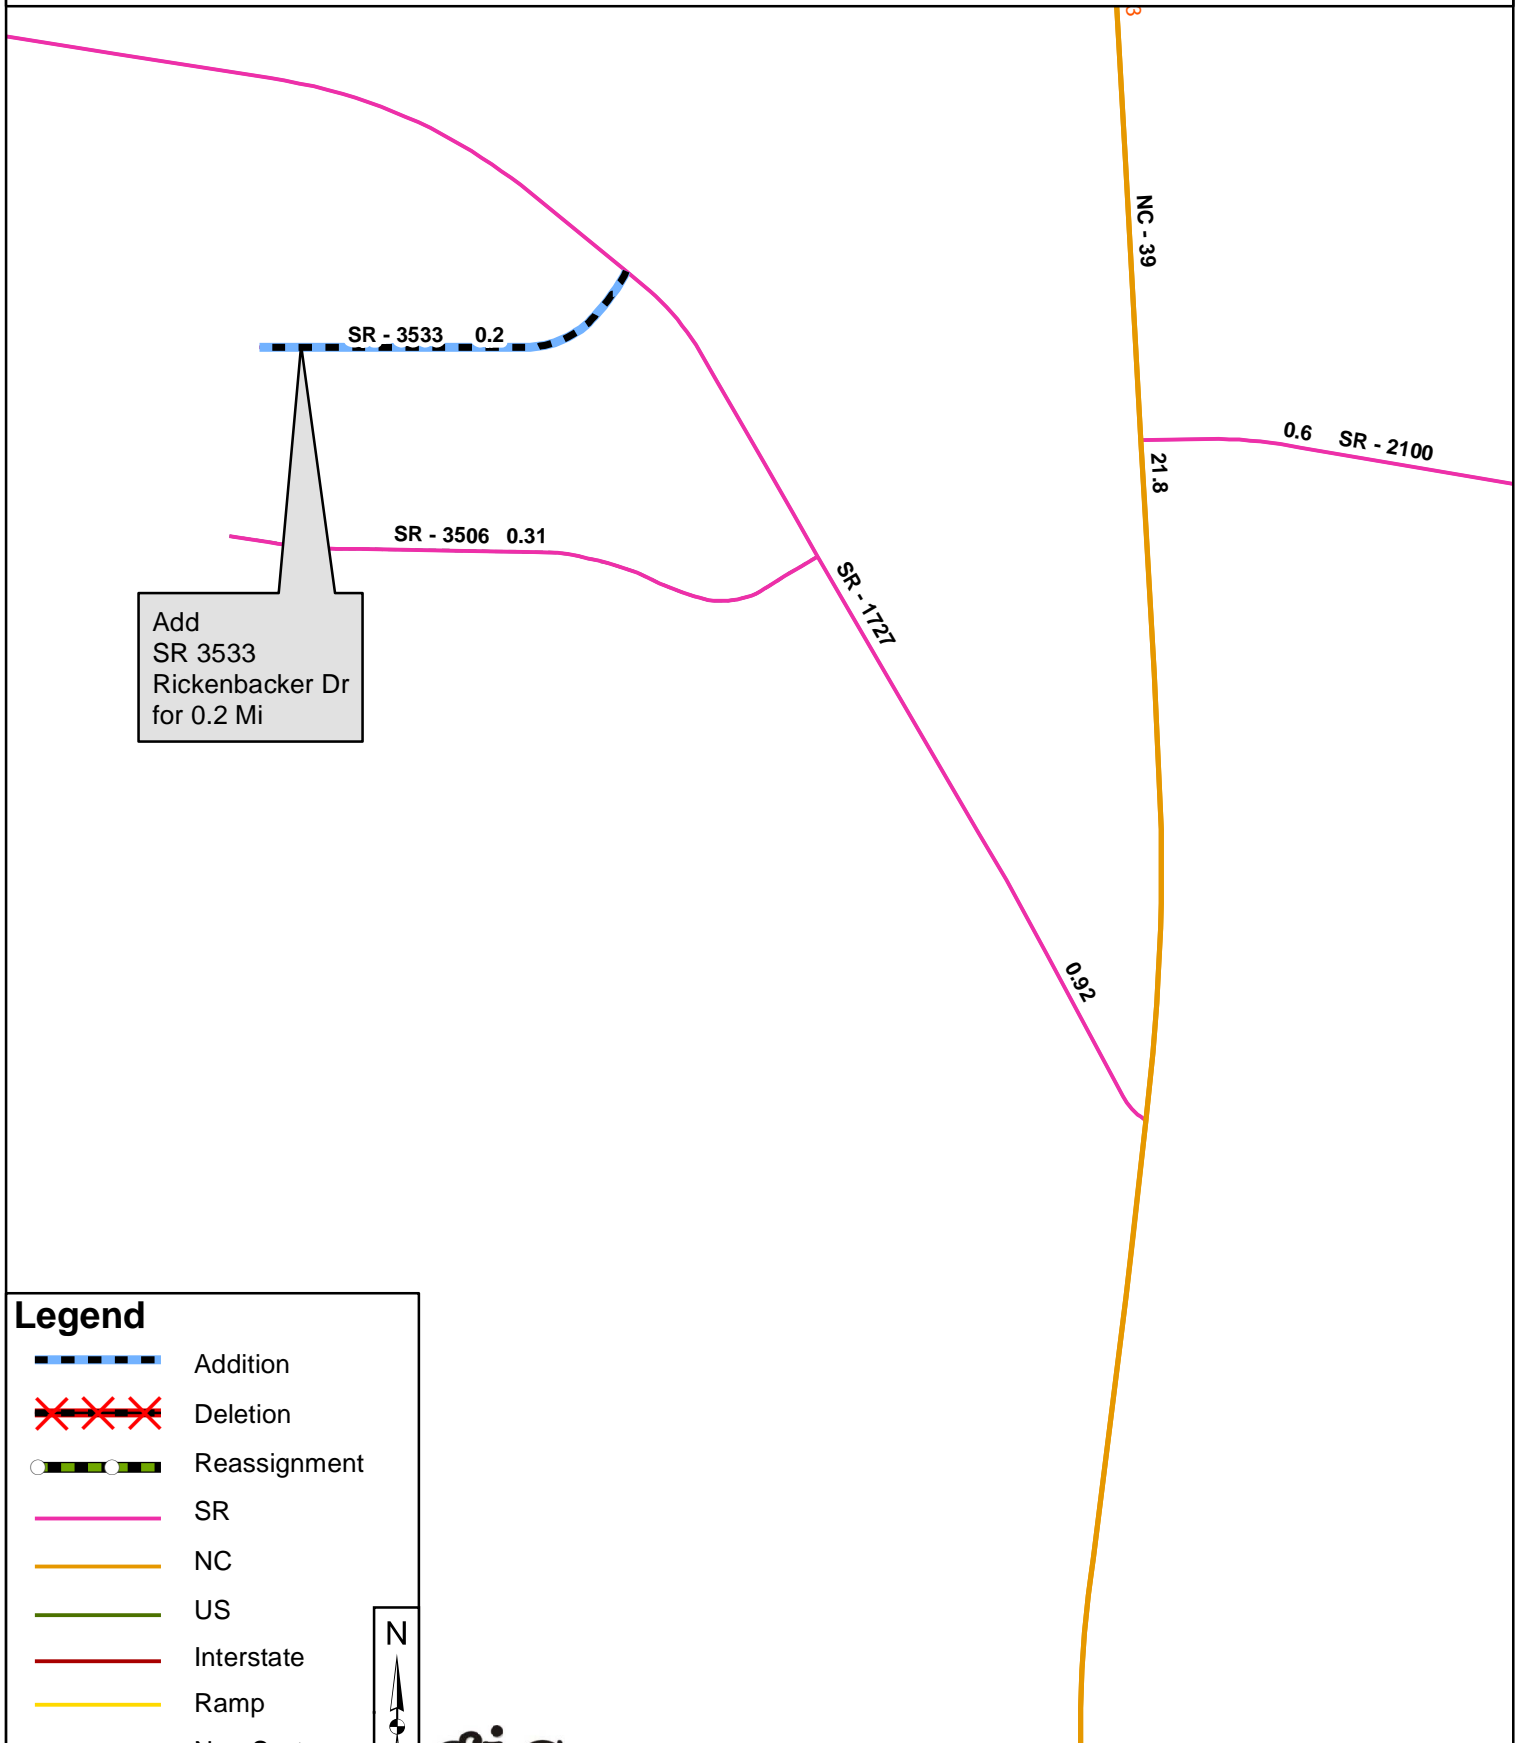 3
NC - 39
SR - 3533 0.2
0.6 SR - 2100
21.8
SR - 3506 0.31
SR - 1727
Add
SR 3533
Rickenbacker Dr
for 0.2 Mi
0.92
Legend
Addition
Deletion
Reassignment
SR
NC
US
N
Interstate
Ramp